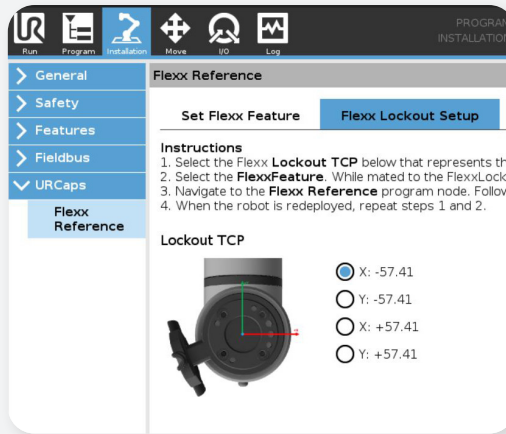 UR
PROGRAM
INSTALLATION
Run Program Installation Move I/O Log
General
Safety
Features
Fieldbus
URCaps
Flexx
Reference
Flexx Reference
Set Flexx Feature Flexx Lockout Setup
Instructions
1. Select the Flexx Lockout TCP below that represents th
2. Select the FlexxFeature. While mated to the FlexxLock
3. Navigate to the Flexx Reference program node. Follow
4. When the robot is redeployed, repeat steps 1 and 2.
Lockout TCP
X: -57.41
Y: -57.41
X: +57.41
Y: +57.41